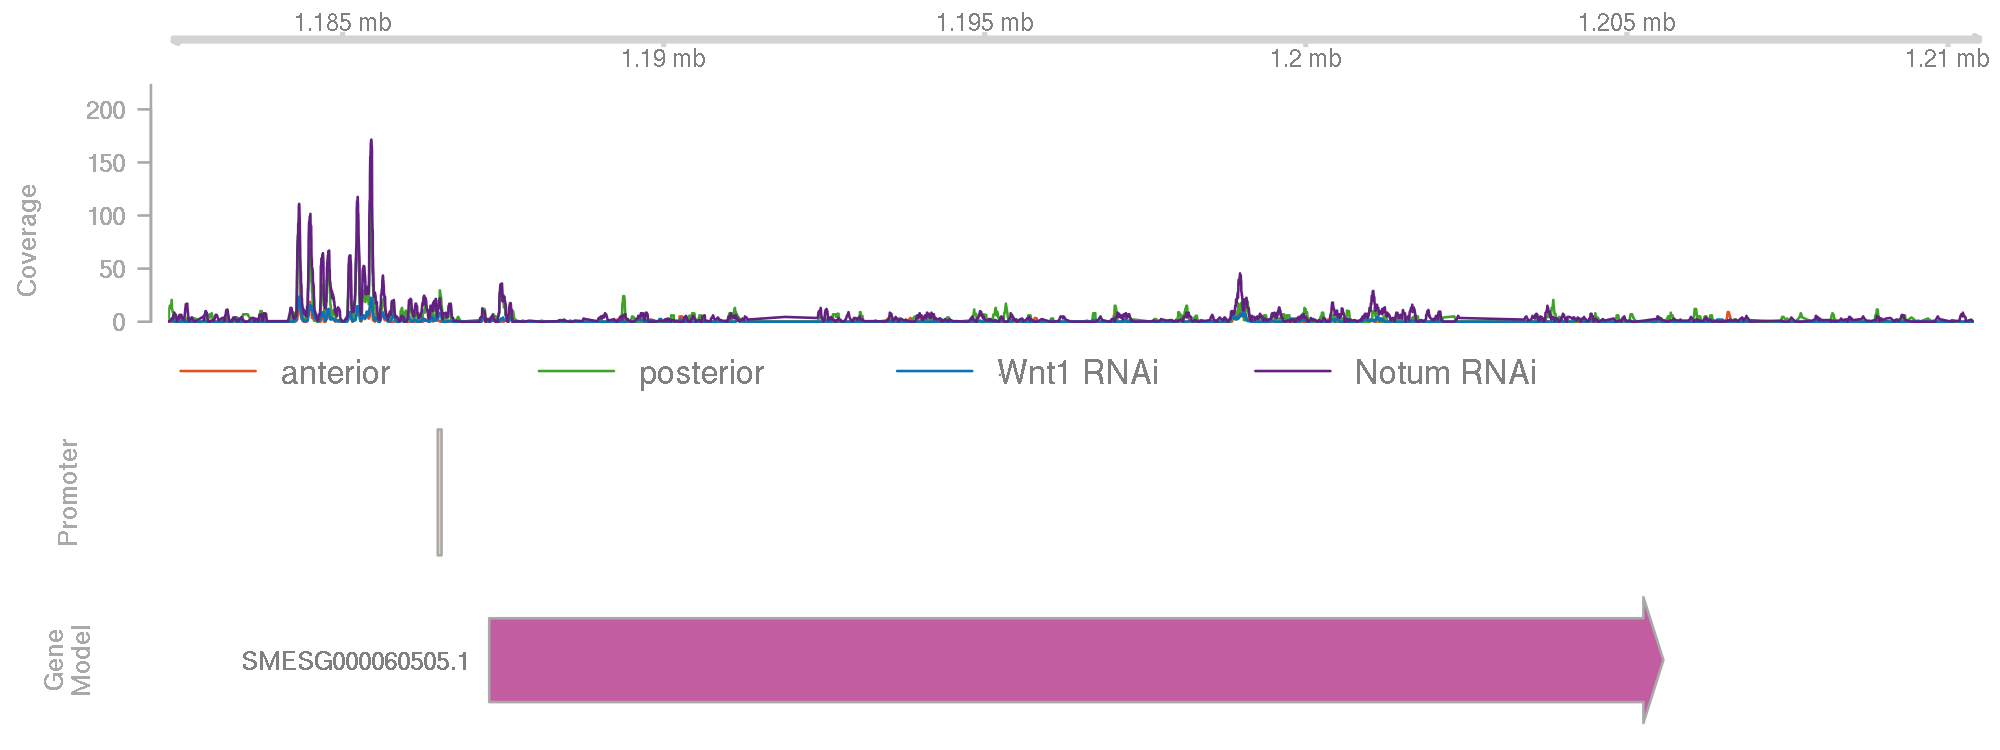 1.185 mb 1.195 mb 1.205 mb
1.19 mb 1.2 mb 1.21 mb
200
150
100
50
0
Coverage
anterior posterior Wnt1 RNAi Notum RNAi
Promoter
Gene
Model
SMESG000060505.1